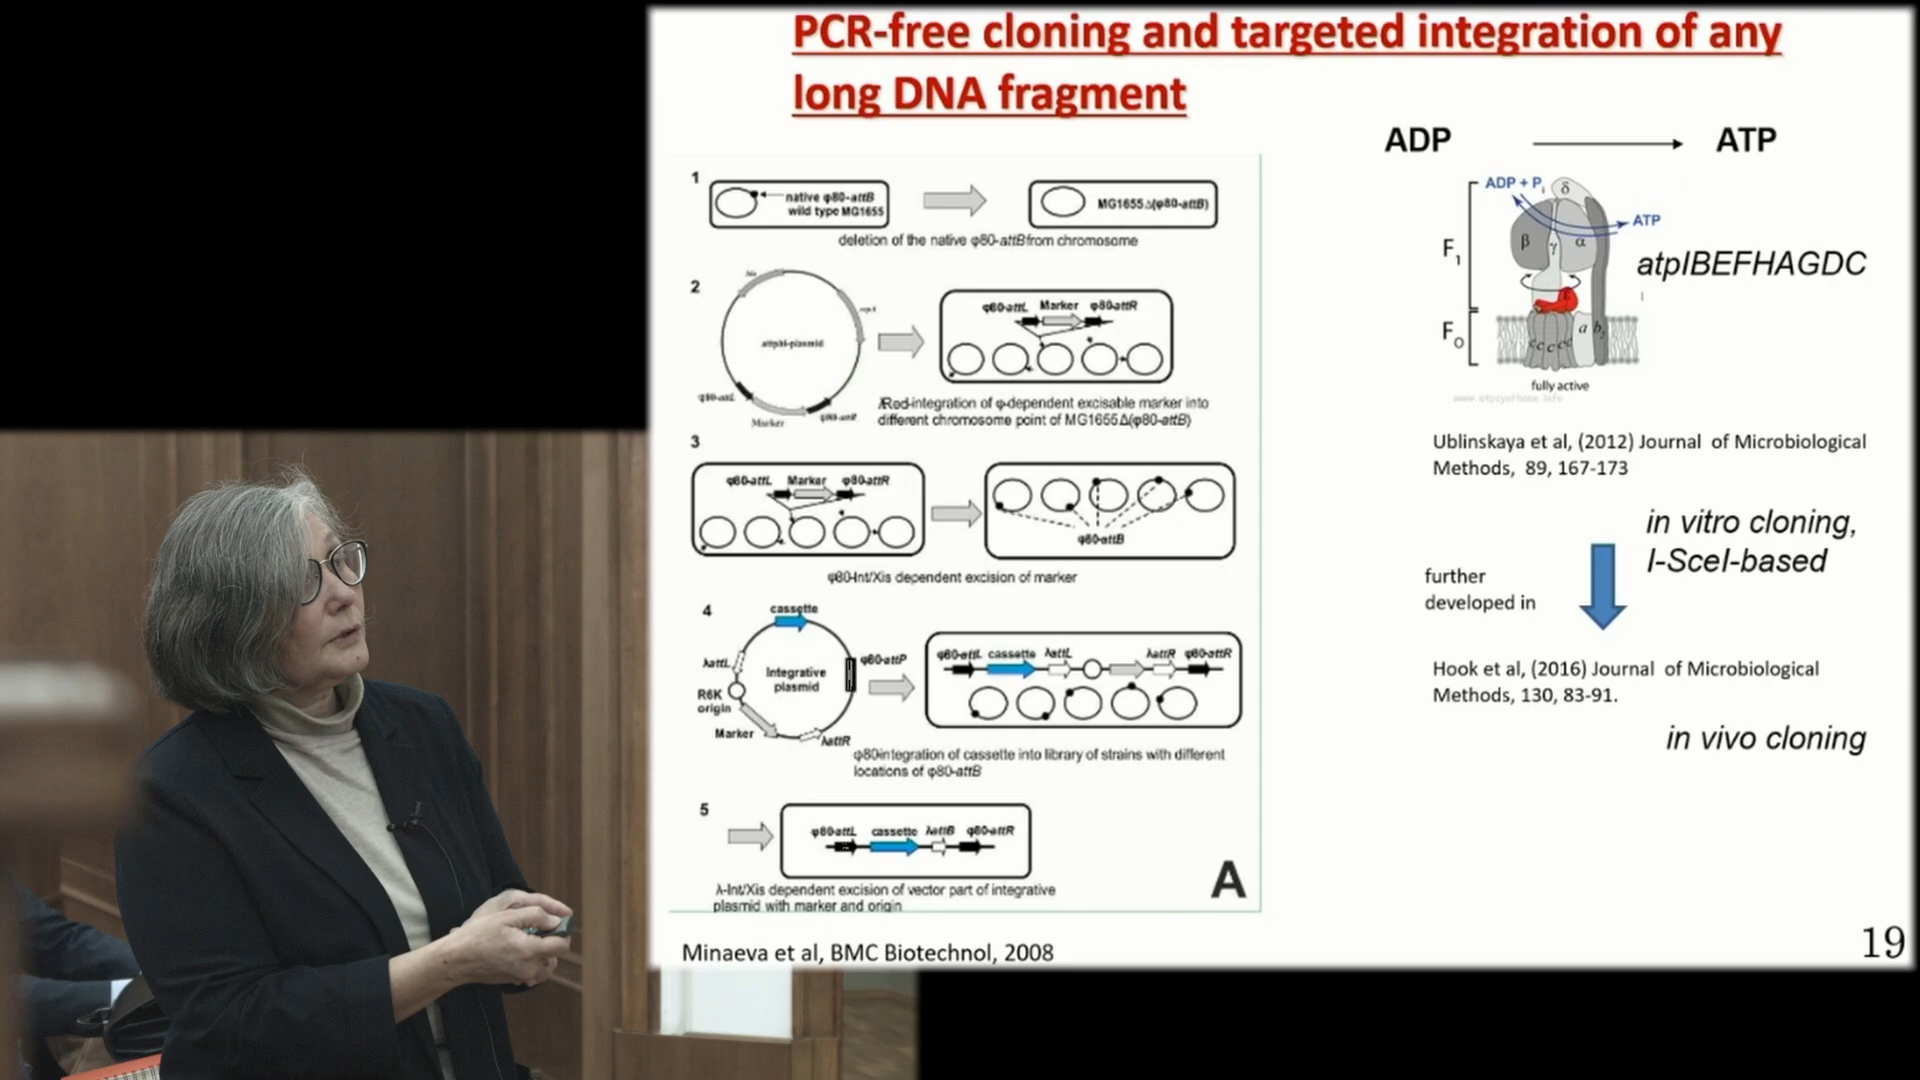 PCR-free cloning and targeted integration of any
long DNA fragment
1
native φ80-attB
wild type MG1655
MG1655Δ(φ80-attB)
deletion of the native φ80-attB from chromosome
2
attphi-plasmid
φ80-attL
Marker
φ80-attR
φ80-attL Marker φ80-attR
λRed-integration of φ-dependent excisable marker into
different chromosome point of MG1655Δ(φ80-attB)
3
φ80-attL Marker φ80-attR
φ80-attB
φ80-Int/Xis dependent excision of marker
4
cassette
λattL
φ80-attP
Integrative
plasmid
R6K
origin
Marker
λattR
φ80-attL cassette λattL λattR φ80-attR
φ80-integration of cassette into library of strains with different
locations of φ80-attB
5
φ80-attL cassette λattB φ80-attR
λ-Int/Xis dependent excision of vector part of integrative
plasmid with marker and origin
A
Minaeva et al, BMC Biotechnol, 2008
ADP ATP
ADP + Pi
δ
ATP
F1
β γ α
atpIBEFHAGDC
Fo
a b2
c c c c
fully active
www.atpsynthase.info
Ublinskaya et al, (2012) Journal of Microbiological
Methods, 89, 167-173
in vitro cloning,
I-SceI-based
further
developed in
Hook et al, (2016) Journal of Microbiological
Methods, 130, 83-91.
in vivo cloning
19